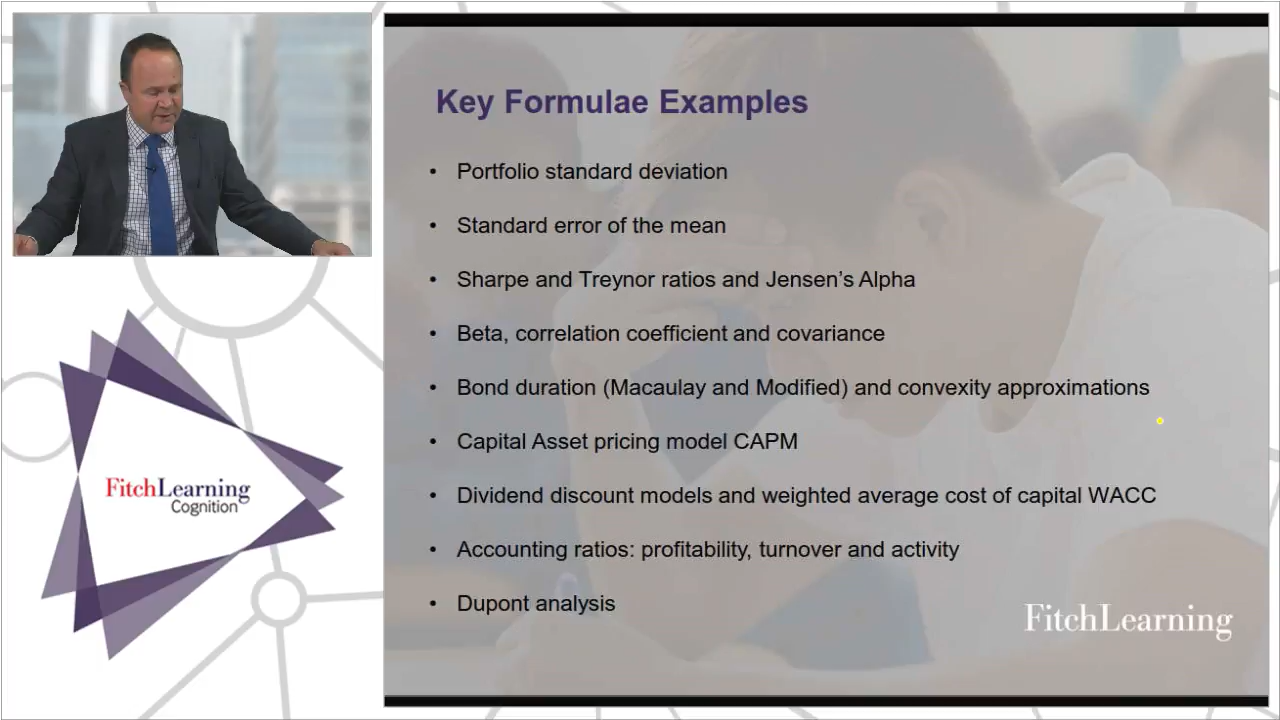 Key Formulae Examples
• Portfolio standard deviation
• Standard error of the mean
• Sharpe and Treynor ratios and Jensen’s Alpha
• Beta, correlation coefficient and covariance
• Bond duration (Macaulay and Modified) and convexity approximations
• Capital Asset pricing model CAPM
• Dividend discount models and weighted average cost of capital WACC
• Accounting ratios: profitability, turnover and activity
• Dupont analysis
FitchLearning
FitchLearning
Cognition